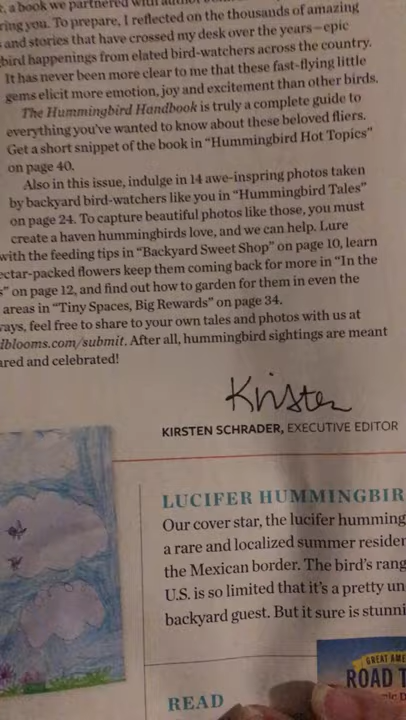 a book we partnered with author
ring you. To prepare, I reflected on the thousands of amazing
and stories that have crossed my desk over the years—epic
bird happenings from elated bird-watchers across the country.
It has never been more clear to me that these fast-flying little
gems elicit more emotion, joy and excitement than other birds.
The Hummingbird Handbook is truly a complete guide to
everything you've wanted to know about these beloved fliers.
Get a short snippet of the book in “Hummingbird Hot Topics”
on page 40.
Also in this issue, indulge in 14 awe-inspring photos taken
by backyard bird-watchers like you in “Hummingbird Tales”
on page 24. To capture beautiful photos like those, you must
create a haven hummingbirds love, and we can help. Lure
with the feeding tips in “Backyard Sweet Shop” on page 10, learn
ectar-packed flowers keep them coming back for more in “In the
s” on page 12, and find out how to garden for them in even the
areas in “Tiny Spaces, Big Rewards” on page 34.
ways, feel free to share to your own tales and photos with us at
dblooms.com/submit. After all, hummingbird sightings are meant
ared and celebrated!
Kirsten
KIRSTEN SCHRADER, EXECUTIVE EDITOR
LUCIFER HUMMINGBIR
Our cover star, the lucifer humming
a rare and localized summer resider
the Mexican border. The bird's rang
U.S. is so limited that it's a pretty un
backyard guest. But it sure is stunni
GREAT AME
ROAD T
READ